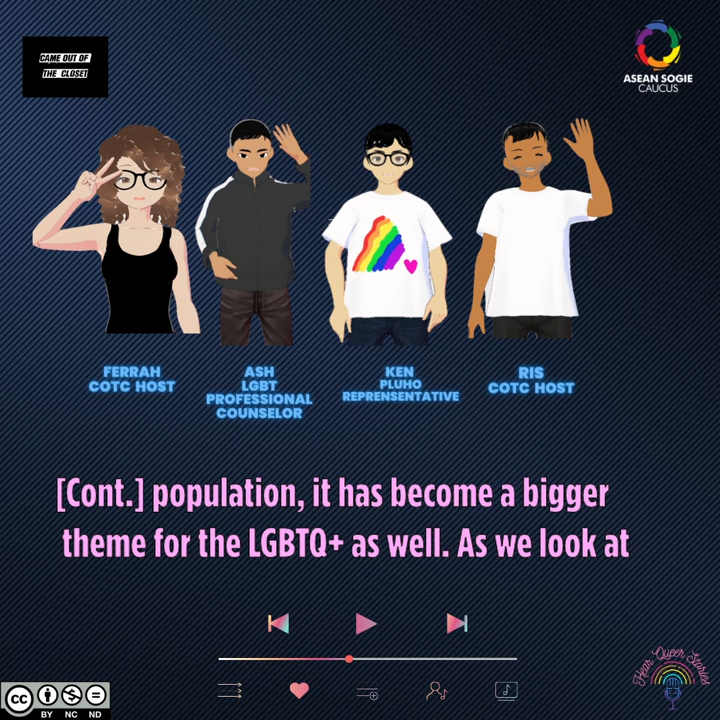 CAME OUT OF
THE CLOSET
ASEAN SOGIE
CAUCUS
FERRAH
COTC HOST
ASH
LGBT
PROFESSIONAL
COUNSELOR
KEN
PLUHO
REPRENSENTATIVE
RIS
COTC HOST
[Cont.] population, it has become a bigger
theme for the LGBTQ+ as well. As we look at
Hear Queer Stories
cc
BY NC ND